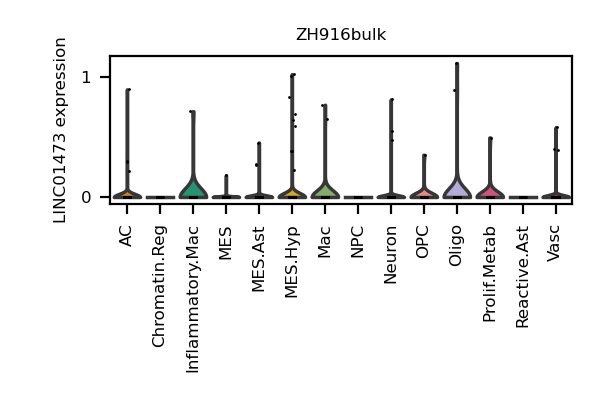 ZH916bulk
LINC01473 expression
1
0
AC
Chromatin.Reg
Inflammatory.Mac
MES
MES.Ast
MES.Hyp
Mac
NPC
Neuron
OPC
Oligo
Prolif.Metab
Reactive.Ast
Vasc